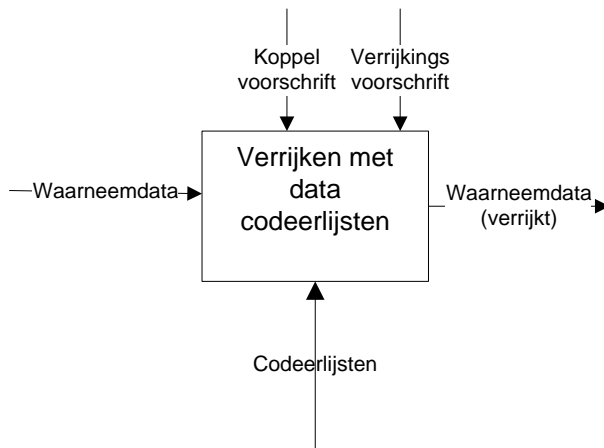 Koppel
voorschrift
Verrijkings
voorschrift
Verrijken met
data
codeerlijsten
Waarneemdata
Waarneemdata
(verrijkt)
Codeerlijsten